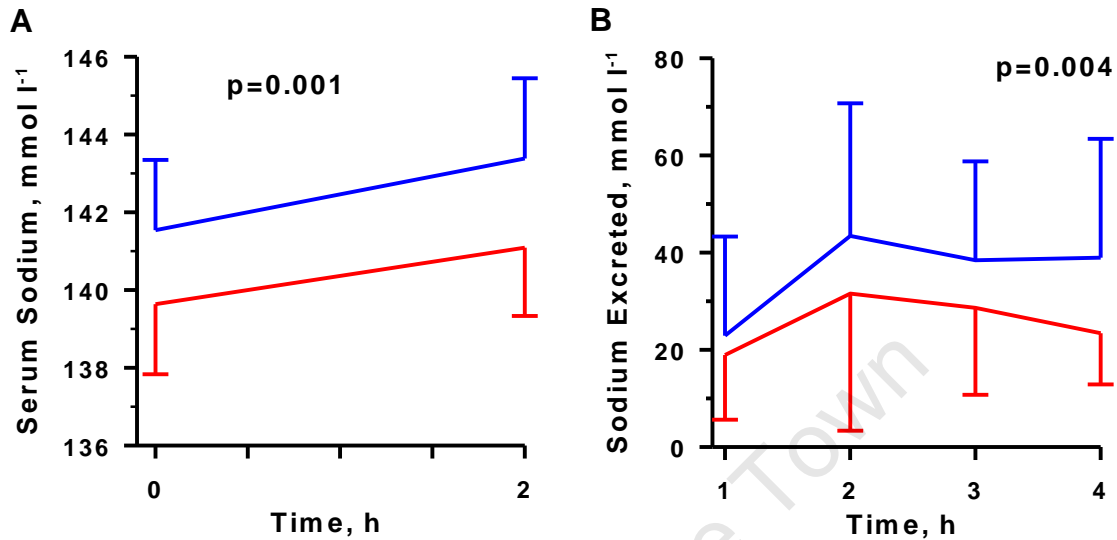 A
B
Serum Sodium, mmol l-1
146
144
142
140
138
136
p=0.001
0
2
Time, h
Sodium Excreted, mmol l-1
80
60
40
20
0
p=0.004
1
2
3
4
Time, h
Town